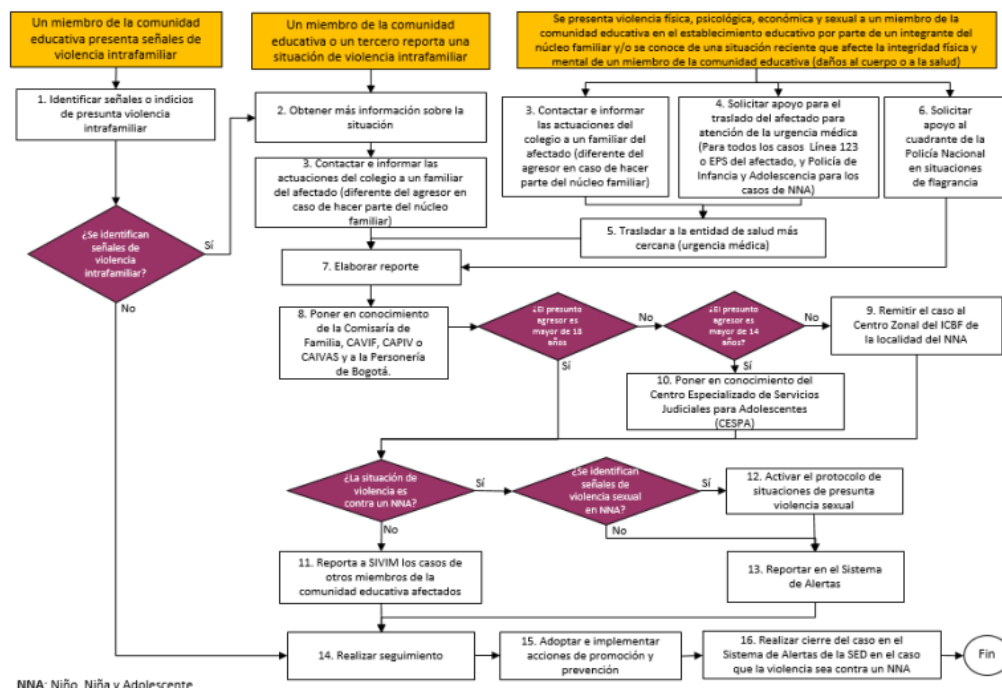 Un miembro de la comunidad
educativa presenta señales de
violencia intrafamiliar
Un miembro de la comunidad
educativa o un tercero reporta una
situación de violencia intrafamiliar
Se presenta violencia física, psicológica, económica y sexual a un miembro de la
comunidad educativa en el establecimiento educativo por parte de un integrante del
núcleo familiar y/o se conoce de una situación reciente que afecte la integridad física y
mental de un miembro de la comunidad educativa (daños al cuerpo o a la salud)
1. Identificar señales o indicios
de presunta violencia
intrafamiliar
2. Obtener más información sobre la
situación
3. Contactar e informar las actuaciones
del colegio a un familiar del afectado
(diferente del agresor en caso de hacer
parte del núcleo familiar)
3. Contactar e informar
las actuaciones del
colegio a un familiar del
afectado (diferente del
agresor en caso de hacer
parte del núcleo familiar)
4. Solicitar apoyo para el
traslado del afectado para
atención de la urgencia médica
(Para todos los casos Línea 123
o EPS del afectado, y Policía de
Infancia y Adolescencia para los
casos de NNA)
6. Solicitar
apoyo al
cuadrante de la
Policía Nacional
en situaciones de
flagrancia
5. Trasladar a la entidad de salud más
cercana (urgencia médica)
¿Se identifican
señales de
violencia
intrafamiliar?
Sí
No
7. Elaborar reporte
8. Poner en conocimiento
de la Comisaría de
Familia, CAVIF, CAPIV o
CAIVAS y a la Personería
de Bogotá.
¿El presunto
agresor es
mayor de 18
años
No
Sí
¿El presunto
agresor es
mayor de 14
años?
No
Sí
9. Remitir el caso al
Centro Zonal del ICBF de
la localidad del NNA
10. Poner en conocimiento del
Centro Especializado de Servicios
Judiciales para Adolescentes
(CESPA)
¿La situación de
violencia es
contra un NNA?
Sí
No
¿Se identifican
señales de
violencia sexual
en NNA?
Sí
No
12. Activar el protocolo de
situaciones de presunta
violencia sexual
11. Reporta a SIVIM los casos de
otros miembros de la
comunidad educativa afectados
13. Reportar en el Sistema
de Alertas
14. Realizar seguimiento
15. Adoptar e implementar
acciones de promoción y
prevención
16. Realizar cierre del caso en el
Sistema de Alertas de la SED en el caso
que la violencia sea contra un NNA
Fin
NNA: Niño, Niña y Adolescente